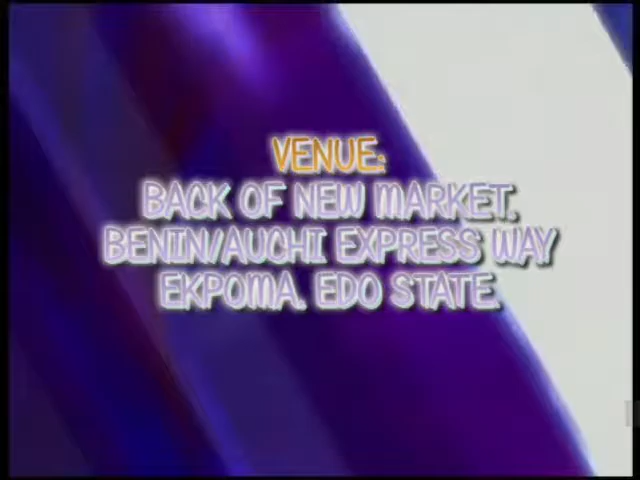 VENUE:
BACK OF NEW MARKET,
BENIN/AUCHI EXPRESS WAY
EKPOMA, EDO STATE.